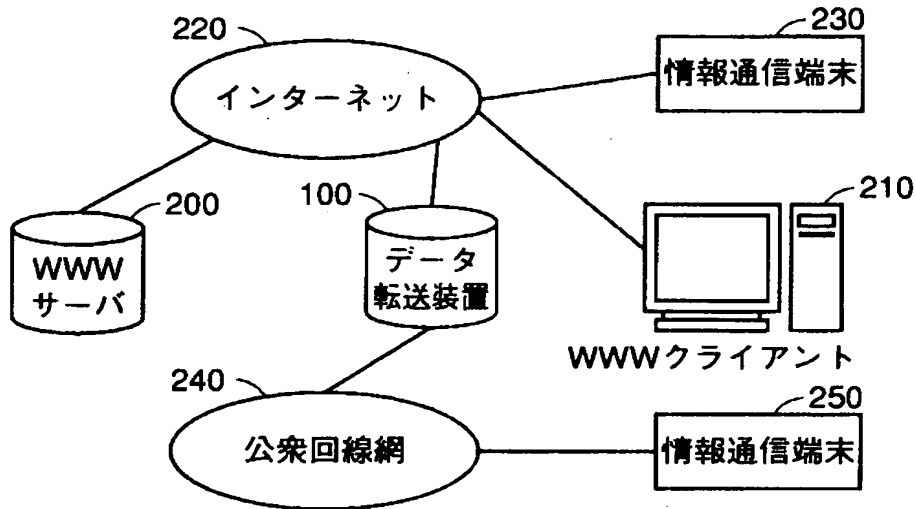 220
インターネット
230
情報通信端末
200
WWW
サーバ
100
データ
転送装置
210
WWWクライアント
240
公衆回線網
250
情報通信端末